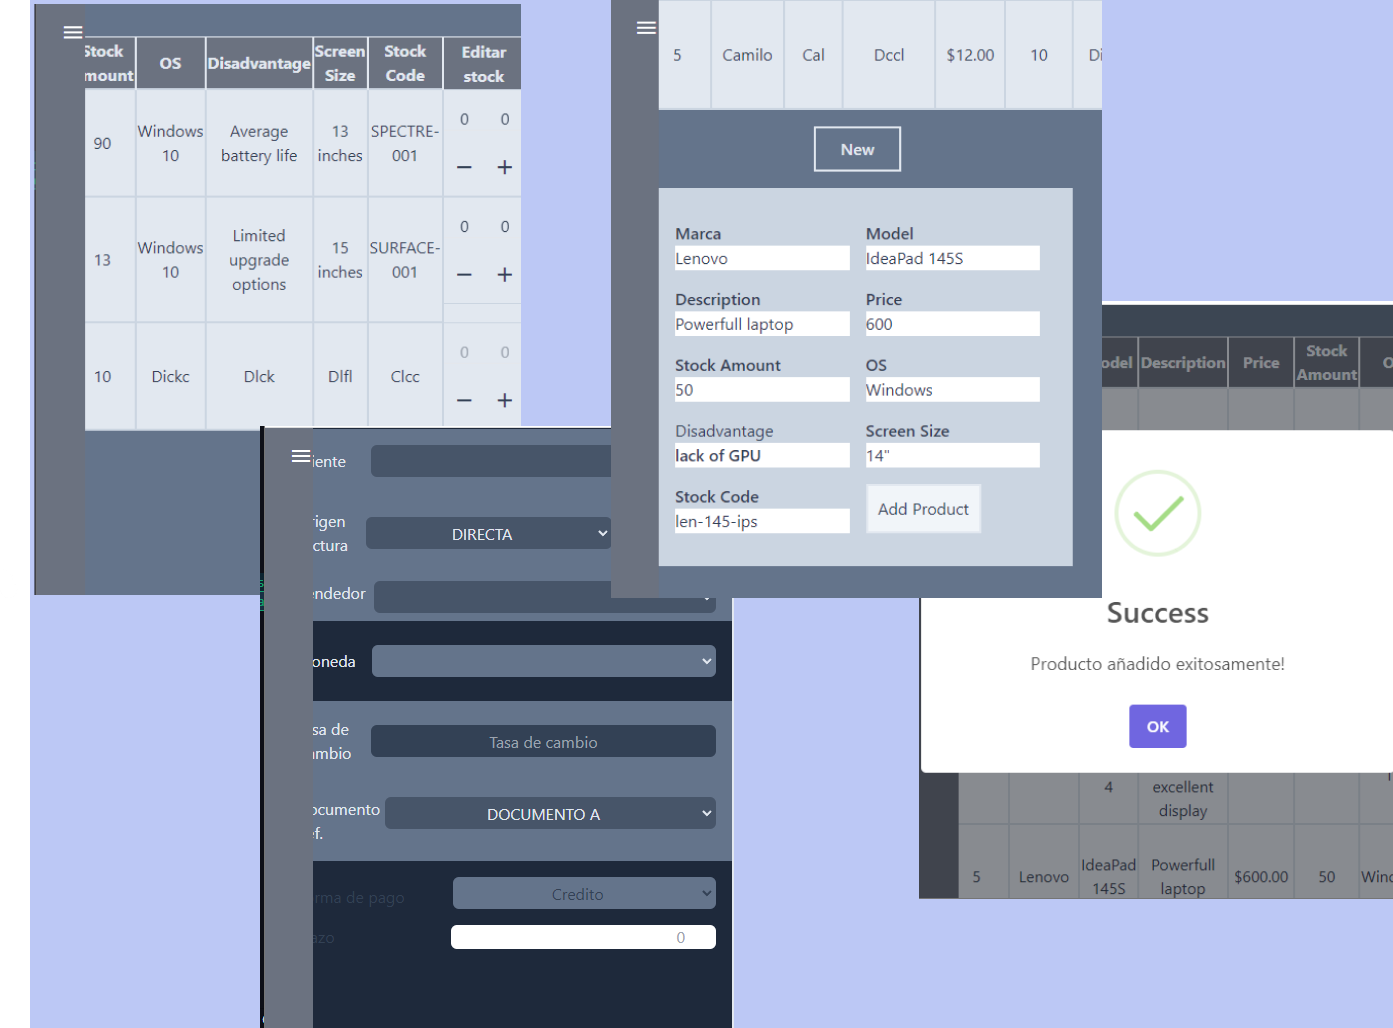 Stock
mount
OS
Disadvantage
Screen
Size
Stock
Code
Editar
stock
90
Windows
10
Average
battery life
13
inches
SPECTRE-
001
0 0
− +
13
Windows
10
Limited
upgrade
options
15
inches
SURFACE-
001
0 0
− +
10
Dickc
Dlck
Dlfl
Clcc
0 0
− +
5
Camilo
Cal
Dccl
$12.00
10
Di
New
Marca
Lenovo
Model
IdeaPad 145S
Description
Powerfull laptop
Price
600
Stock Amount
50
OS
Windows
Disadvantage
lack of GPU
Screen Size
14"
Stock Code
len-145-ips
Add Product
iente
rigen
ctura
DIRECTA
endedor
oneda
sa de
mbio
Tasa de cambio
ocumento
ef.
DOCUMENTO A
rma de pago
Credito
azo
0
odel
Description
Price
Stock
Amount
O
Success
Producto añadido exitosamente!
OK
4
excellent
display
5
Lenovo
IdeaPad
145S
Powerfull
laptop
$600.00
50
Winc